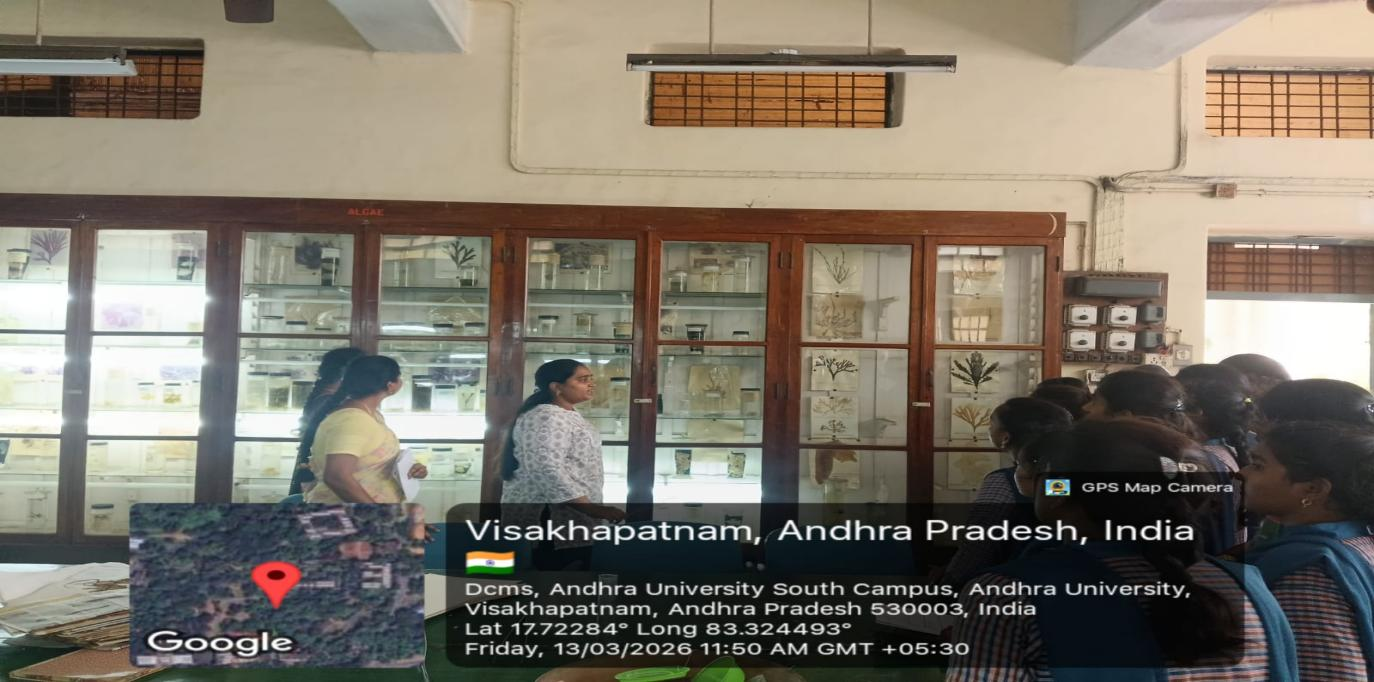 ALGAE
GPS Map Camera
Visakhapatnam, Andhra Pradesh, India
Dcms, Andhra University South Campus, Andhra University,
Visakhapatnam, Andhra Pradesh 530003, India
Lat 17.72284° Long 83.324493°
Friday, 13/03/2026 11:50 AM GMT +05:30
Google